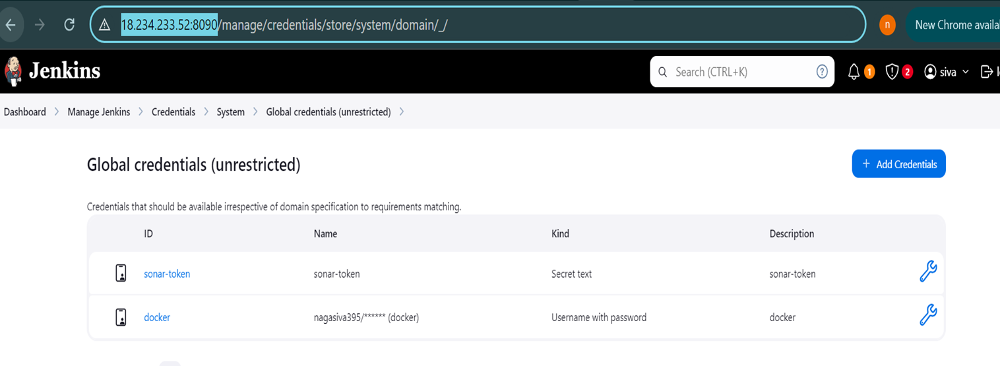 18.234.233.52:8090/manage/credentials/store/system/domain/_/
n
New Chrome availa
Jenkins
Search (CTRL+K)
?
1
2
siva
Dashboard > Manage Jenkins > Credentials > System > Global credentials (unrestricted) >
Global credentials (unrestricted)
+ Add Credentials
Credentials that should be available irrespective of domain specification to requirements matching.
ID Name Kind Description
sonar-token sonar-token Secret text sonar-token
docker nagasiva395/****** (docker) Username with password docker